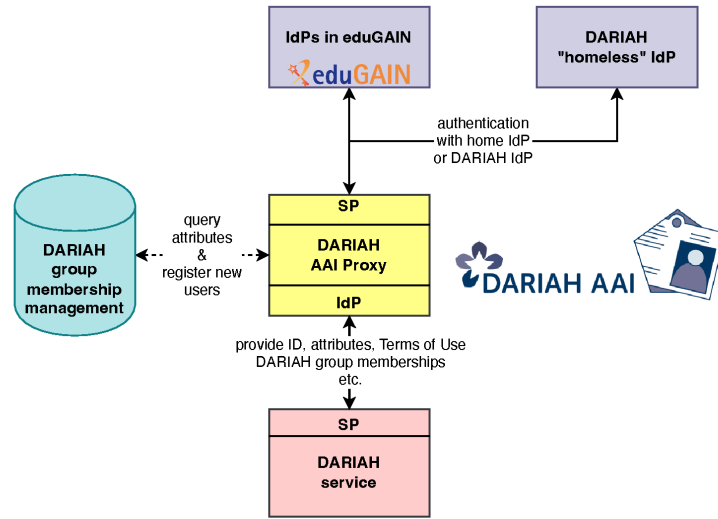 IdPs in eduGAIN
eduGAIN
DARIAH
"homeless" IdP
authentication
with home IdP
or DARIAH IdP
SP
DARIAH
AAI Proxy
IdP
query
attributes
&
register new
users
DARIAH
group
membership
management
DARIAH AAI
provide ID, attributes, Terms of Use
DARIAH group memberships
etc.
SP
DARIAH
service